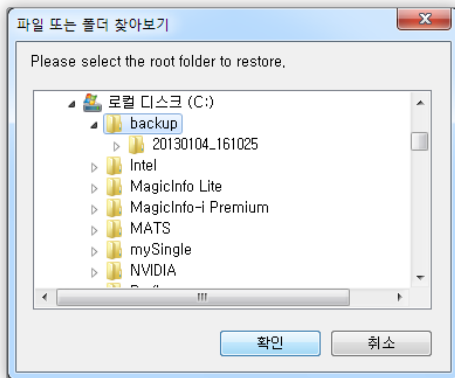 파일 또는 폴더 찾아보기
Please select the root folder to restore,
로컬 디스크 (C:)
backup
20130104_161025
Intel
MagicInfo Lite
MagicInfo-i Premium
MATS
mySingle
NVIDIA
확인
취소